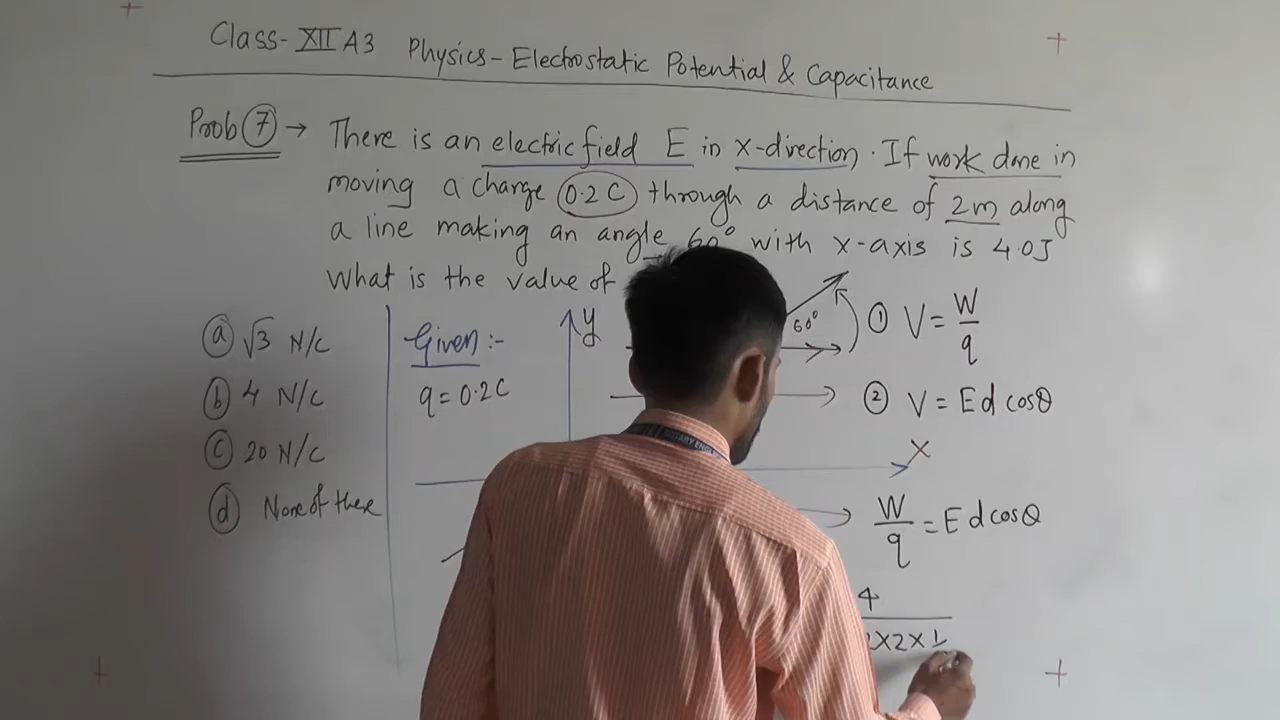 Class-XII A3 Physics-Electrostatic Potential & Capacitance
Prob 7 → There is an electric field E in X-direction. If work done in
moving a charge 0.2 C through a distance of 2m along
a line making an angle 60° with x-axis is 4.0J
What is the value of
(a) √3 N/C
(b) 4 N/C
(c) 20 N/C
(d) None of these
Given :-
q = 0.2C
y
60°
X
(1) V = W/q
(2) V = Ed cosθ
W/q = Ed cosθ
4
X2X1
ROTARY